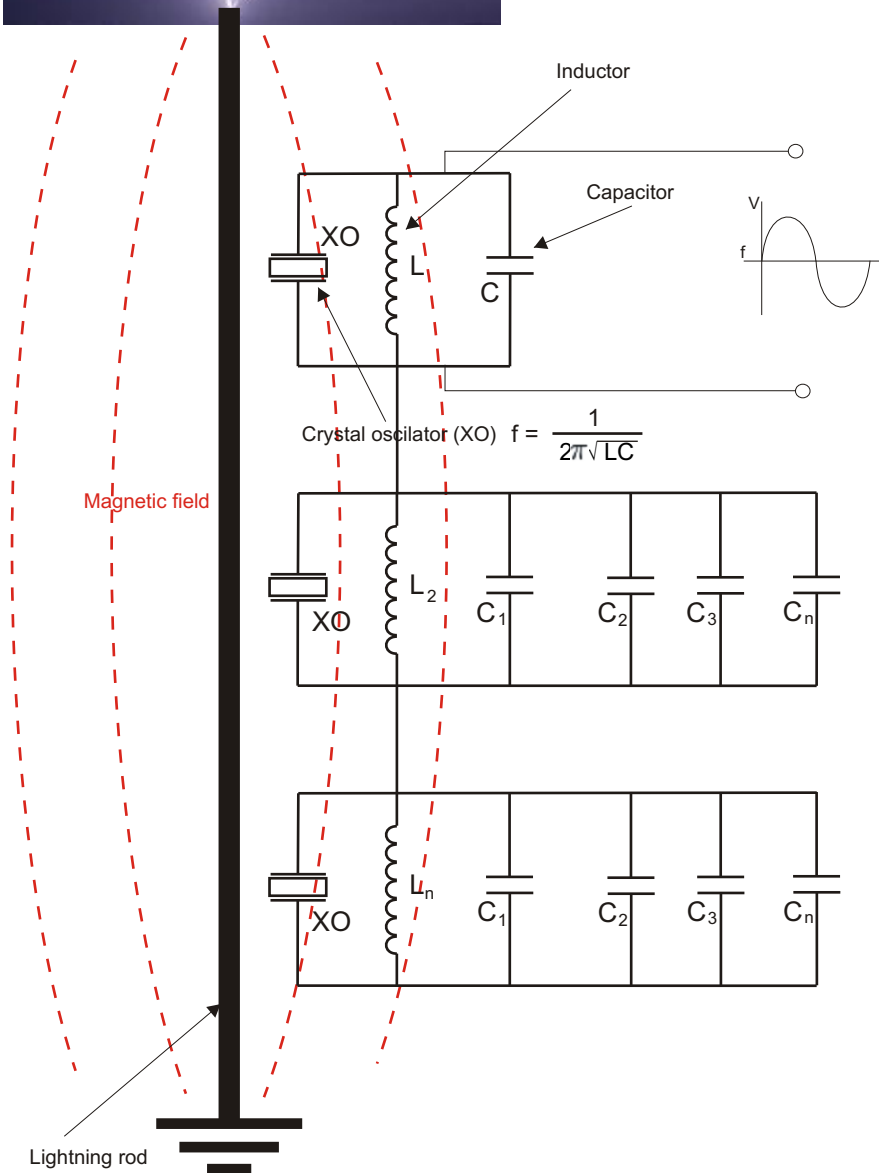 Inductor
Capacitor
XO
L
C
V
f
Crystal oscilator (XO) f = 1 / 2π√LC
Magnetic field
L₂
XO
C₁ C₂ C₃ Cₙ
Lₙ
XO
C₁ C₂ C₃ Cₙ
Lightning rod